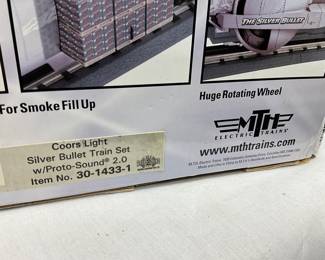 THE SILVER BULLET
For Smoke Fill Up
Huge Rotating Wheel
MTH
ELECTRIC TRAINS
www.mthtrains.com
Coors Light
Silver Bullet Train Set
w/Proto-Sound® 2.0
Item No. 30-1433-1